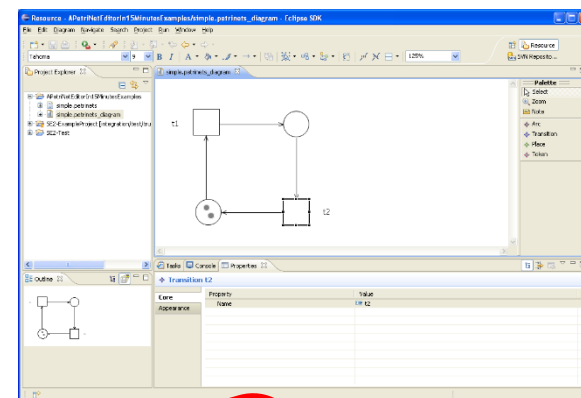 Resource - APetriNetEditorIn15MinutesExamples/simple.petrinets_diagram - Eclipse SDK
File Edit Diagram Navigate Search Project Run Window Help
125%
Resource
Tahoma 9 B I A
SVN Reposito...
Project Explorer
simple.petrinets_diagram
APetriNetEditorIn15MinutesExamples
simple.petrinets
simple.petrinets_diagram
SE2-Test
t1
t2
Palette
Select
Zoom
Note
Arc
Transition
Place
Token
Outline
Tasks Console Properties
Transition t2
Core
Appearance
Property Value
Name t2